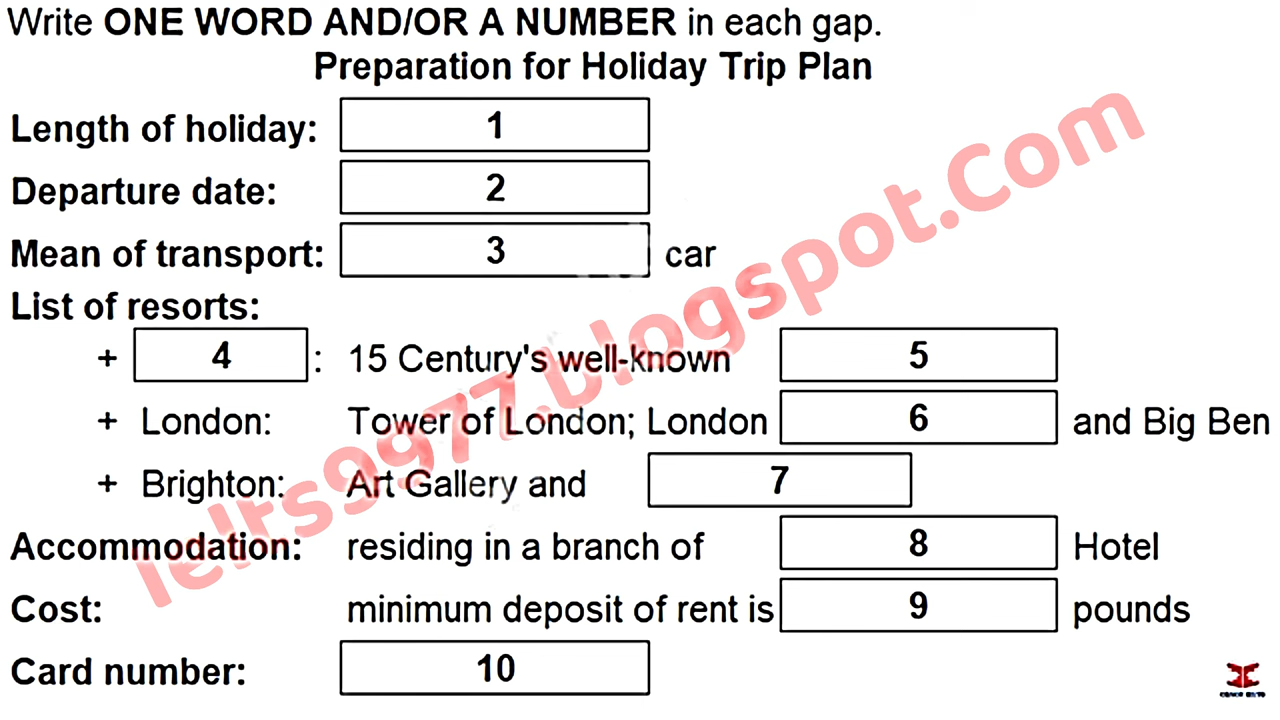 Write ONE WORD AND/OR A NUMBER in each gap.
Preparation for Holiday Trip Plan
Length of holiday: 1
Departure date: 2
Mean of transport: 3 car
List of resorts:
+ 4 : 15 Century's well-known 5
+ London: Tower of London; London 6 and Big Ben
+ Brighton: Art Gallery and 7
Accommodation: residing in a branch of 8 Hotel
Cost: minimum deposit of rent is 9 pounds
Card number: 10
Ielts9977.blogspot.Com